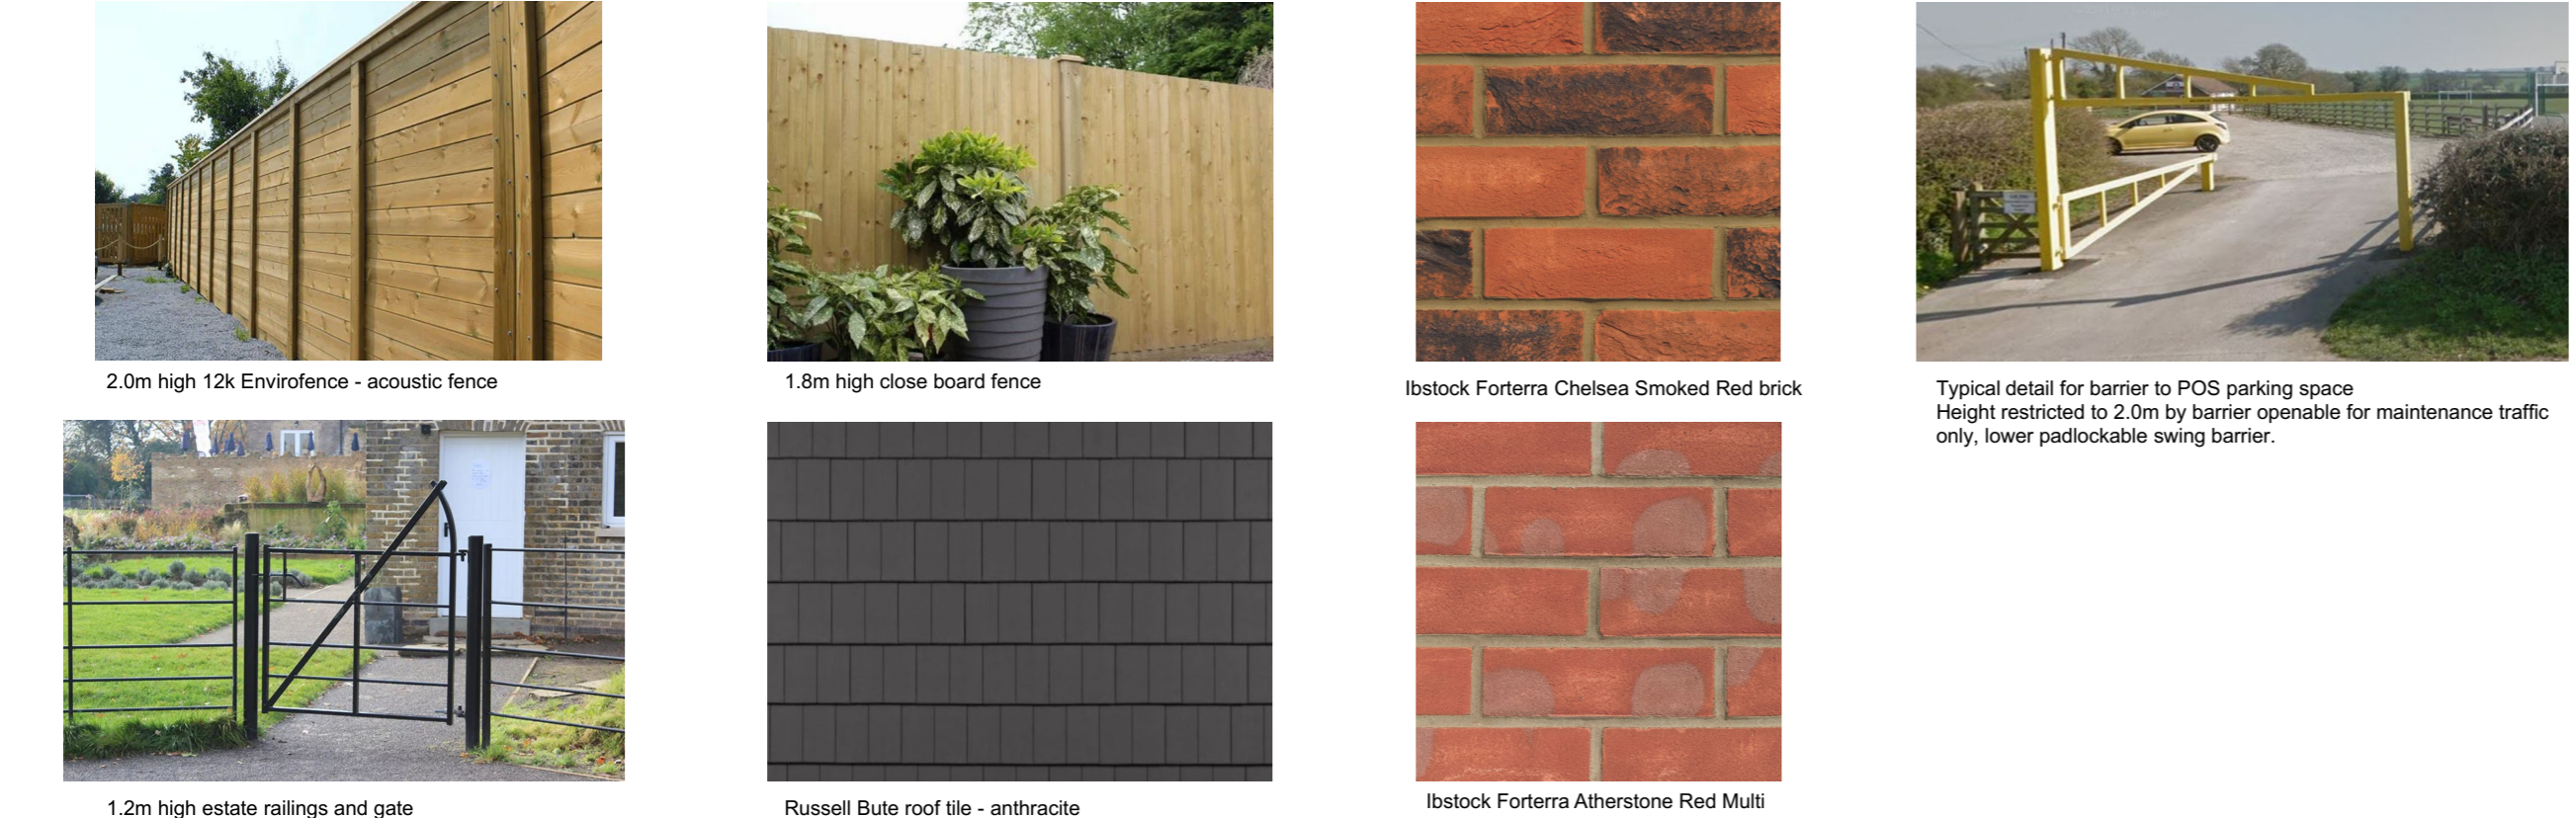 2.0m high 12k Envirofence - acoustic fence
1.8m high close board fence
Ibstock Forterra Chelsea Smoked Red brick
Typical detail for barrier to POS parking space
Height restricted to 2.0m by barrier openable for maintenance traffic
only, lower padlockable swing barrier.
1.2m high estate railings and gate
Russell Bute roof tile - anthracite
Ibstock Forterra Atherstone Red Multi